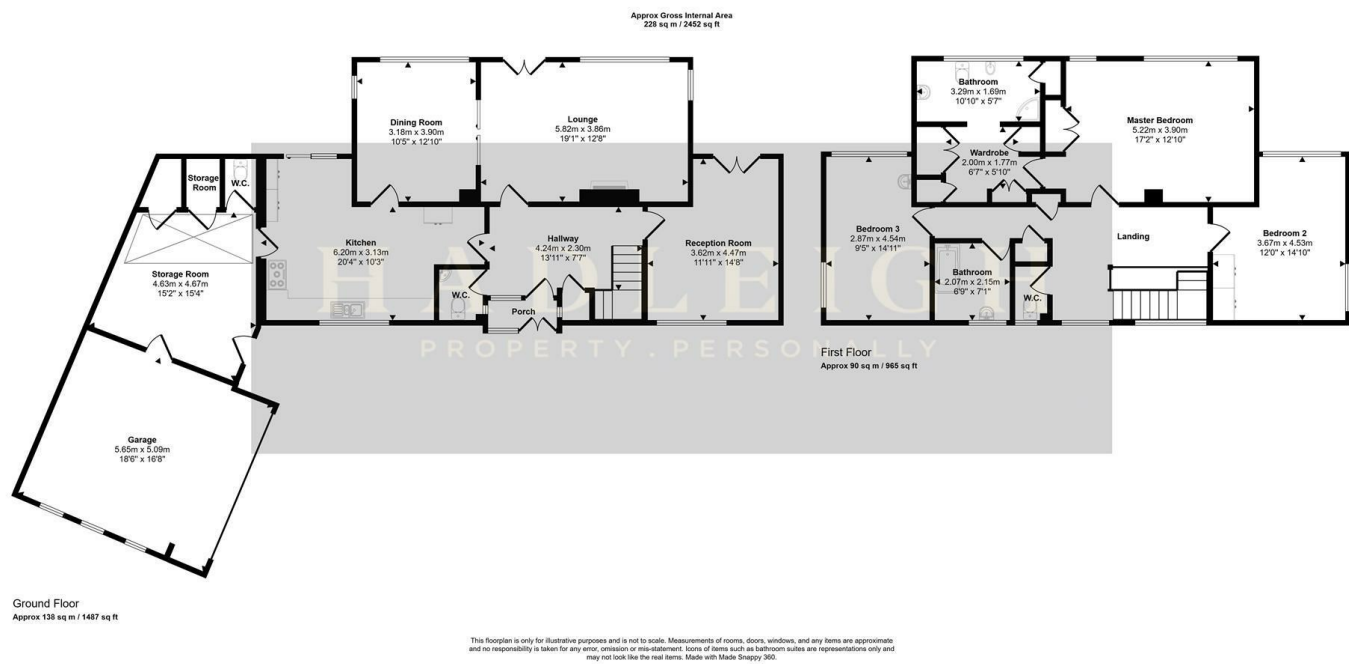 Approx Gross Internal Area
228 sq m / 2452 sq ft
Dining Room
3.18m x 3.90m
10'5" x 12'10"
Lounge
5.82m x 3.86m
19'1" x 12'8"
Storage
Room
W.C.
Kitchen
6.20m x 3.13m
20'4" x 10'3"
Hallway
4.24m x 2.30m
13'11" x 7'7"
Reception Room
3.62m x 4.47m
11'11" x 14'8"
Storage Room
4.63m x 4.67m
15'2" x 15'4"
W.C.
Porch
Garage
5.65m x 5.09m
18'6" x 16'8"
Ground Floor
Approx 138 sq m / 1487 sq ft
Bathroom
3.29m x 1.69m
10'10" x 5'7"
Master Bedroom
5.22m x 3.90m
17'2" x 12'10"
Wardrobe
2.00m x 1.77m
6'7" x 5'10"
Bedroom 3
2.87m x 4.54m
9'5" x 14'11"
Bathroom
2.07m x 2.15m
6'9" x 7'1"
W.C.
Landing
Bedroom 2
3.67m x 4.53m
12'0" x 14'10"
First Floor
Approx 90 sq m / 965 sq ft
HADLEIGH
PROPERTY . PERSONALLY
This floorplan is only for illustrative purposes and is not to scale. Measurements of rooms, doors, windows, and any items are approximate
and no responsibility is taken for any error, omission or mis-statement. Icons of items such as bathroom suites are representations only and
may not look like the real items. Made with Made Snappy 360.